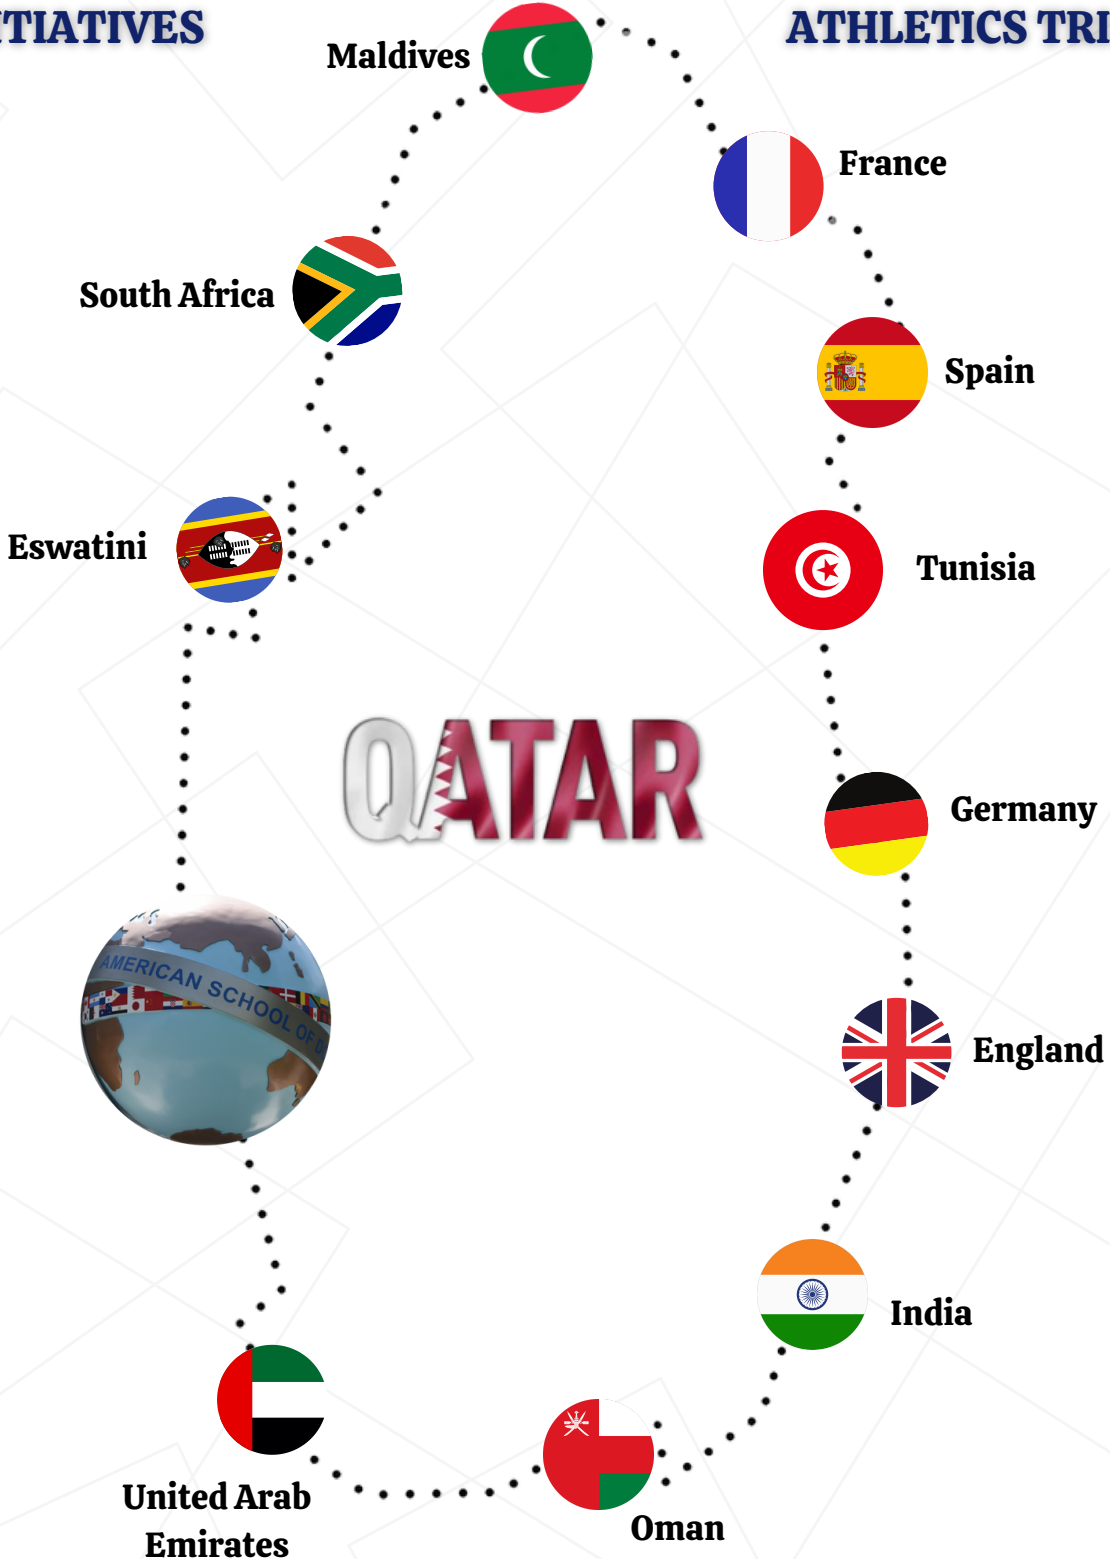 TIATIVES
ATHLETICS TRI
Maldives
France
South Africa
Spain
Eswatini
Tunisia
QATAR
Germany
AMERICAN SCHOOL OF D
England
India
United Arab
Emirates
Oman